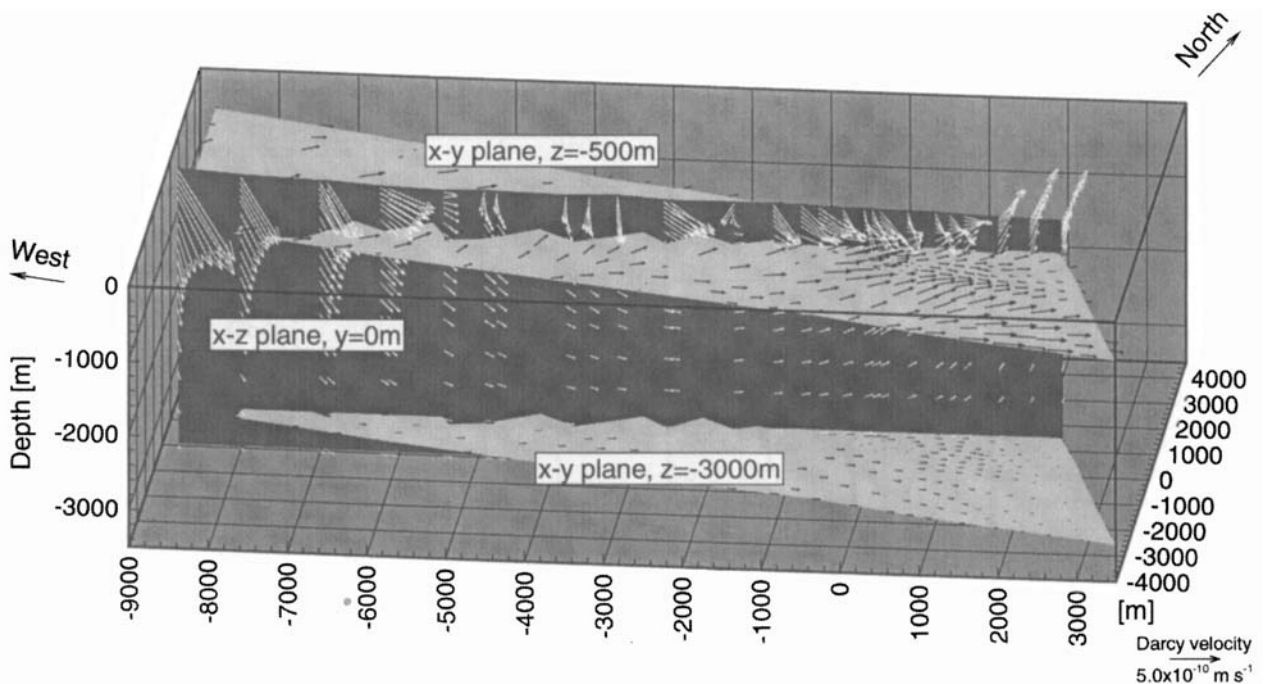 North
x-y plane, z=-500m
West
0
x-z plane, y=0m
-1000
Depth [m]
-2000
-3000
x-y plane, z=-3000m
4000
3000
2000
1000
0
-1000
-2000
-3000
-4000
-9000
-8000
-7000
-6000
-5000
-4000
-3000
-2000
-1000
0
1000
2000
3000
[m]
Darcy velocity
5.0x10⁻¹⁰ m s⁻¹